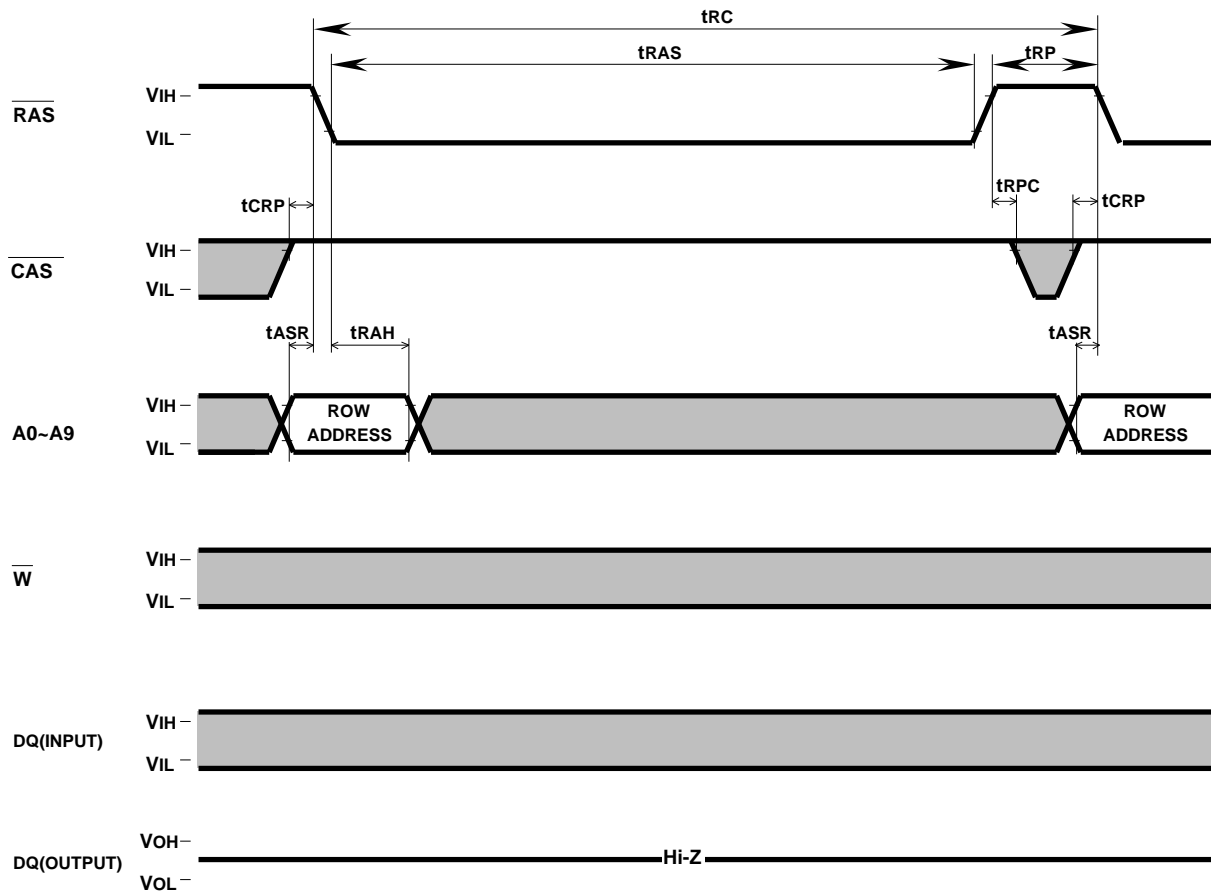 tRC
tRAS
tRP
RAS
VIH
VIL
tCRP
tRPC
tCRP
CAS
VIH
VIL
tASR
tRAH
tASR
A0~A9
VIH
VIL
ROW
ADDRESS
ROW
ADDRESS
W
VIH
VIL
DQ(INPUT)
VIH
VIL
DQ(OUTPUT)
VOH
VOL
Hi-Z